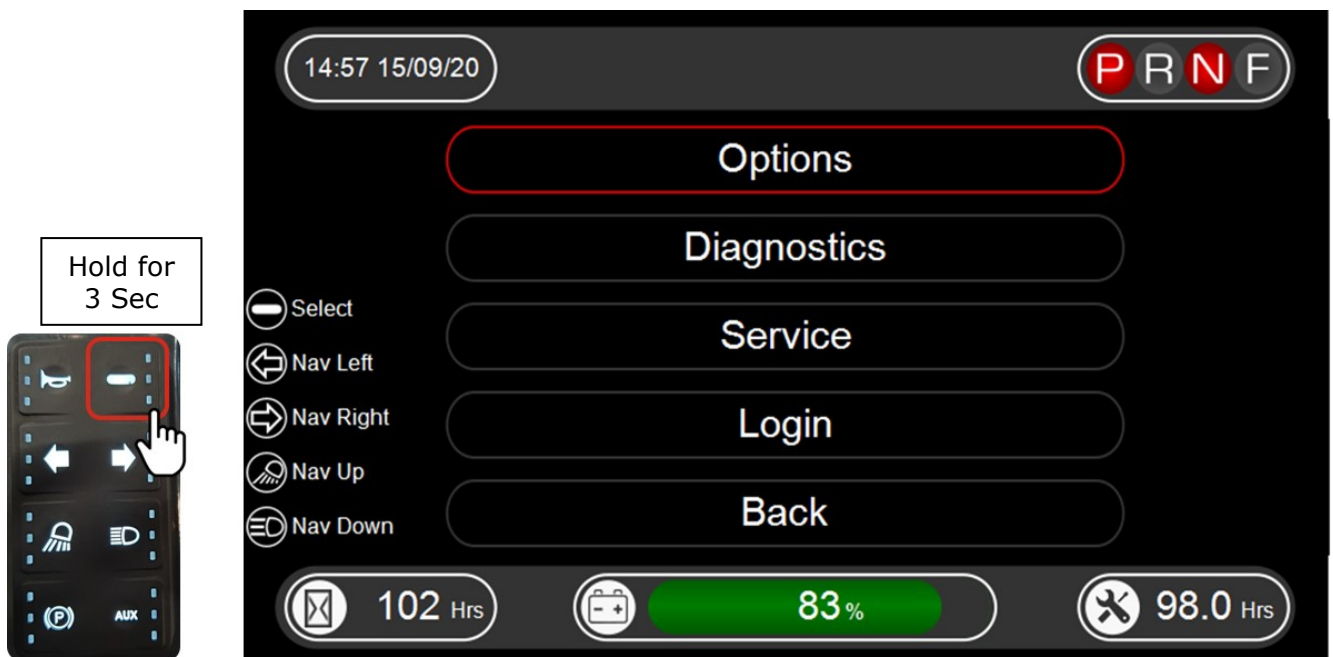 14:57 15/09/20
P R N F
Options
Diagnostics
Hold for
3 Sec
Select
Service
Nav Left
Nav Right
Login
Nav Up
Back
Nav Down
(P)
AUX
102 Hrs
83%
98.0 Hrs